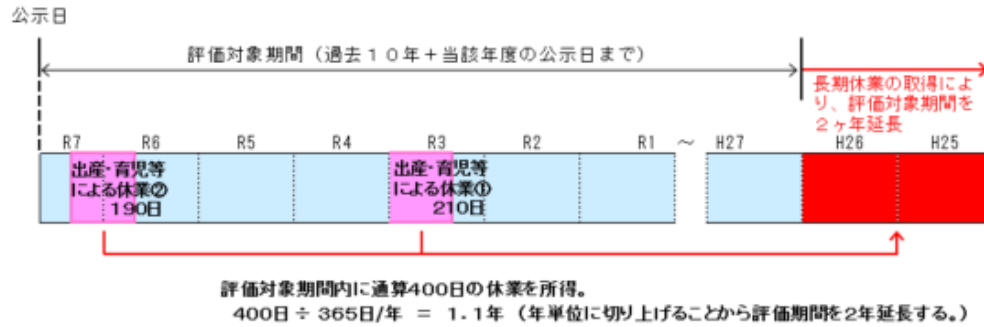 公示日
評価対象期間（過去１０年＋当該年度の公示日まで）
長期休業の取得によ
り、評価対象期間を
２ヶ年延長
R7 R6 R5 R4 R3 R2 R1 ～ H27 H26 H25
出産・育児等
による休業②
190日
出産・育児等
による休業①
210日
評価対象期間内に通算400日の休業を所得。
400日 ÷ 365日/年 ＝ 1.1年（年単位に切り上げることから評価期間を2年延長する。）